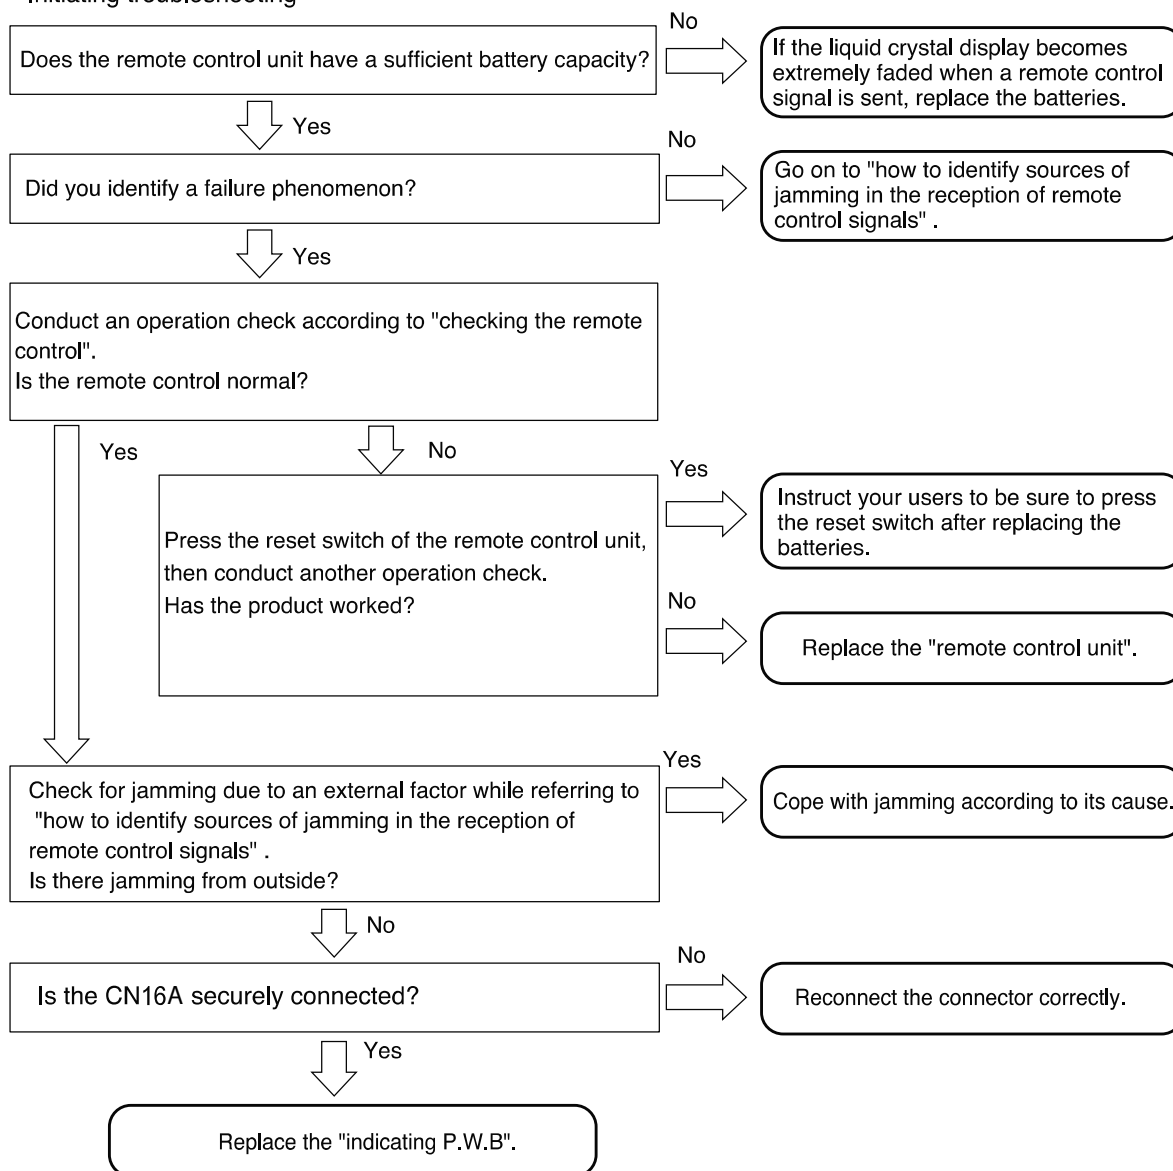 Initiating troubleshooting
No
Does the remote control unit have a sufficient battery capacity?
If the liquid crystal display becomes
extremely faded when a remote control
signal is sent, replace the batteries.
Yes
No
Did you identify a failure phenomenon?
Go on to "how to identify sources of
jamming in the reception of remote
control signals" .
Yes
Conduct an operation check according to "checking the remote
control".
Is the remote control normal?
Yes
No
Press the reset switch of the remote control unit,
then conduct another operation check.
Has the product worked?
Yes
Instruct your users to be sure to press
the reset switch after replacing the
batteries.
No
Replace the "remote control unit".
Check for jamming due to an external factor while referring to
"how to identify sources of jamming in the reception of
remote control signals" .
Is there jamming from outside?
Yes
Cope with jamming according to its cause.
No
Is the CN16A securely connected?
No
Reconnect the connector correctly.
Yes
Replace the "indicating P.W.B".